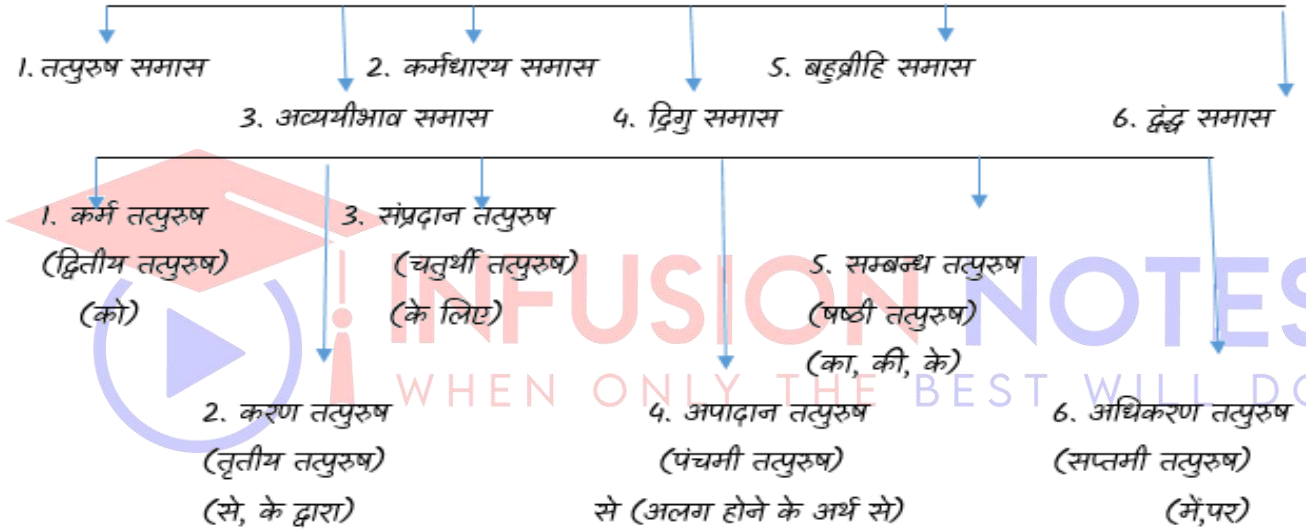 1. तत्पुरुष समास
2. कर्मधारय समास
5. बहुब्रीहि समास
3. अव्ययीभाव समास
4. द्विगु समास
6. द्वंद्ध समास
1. कर्म तत्पुरुष
(द्वितीय तत्पुरुष)
(को)
3. संप्रदान तत्पुरुष
(चतुर्थी तत्पुरुष)
(के लिए)
5. सम्बन्ध तत्पुरुष
(षष्ठी तत्पुरुष)
(का, की, के)
INFUSION NOTES
WHEN ONLY THE BEST WILL DO
2. करण तत्पुरुष
(तृतीय तत्पुरुष)
(से, के द्वारा)
4. अपादान तत्पुरुष
(पंचमी तत्पुरुष)
से (अलग होने के अर्थ से)
6. अधिकरण तत्पुरुष
(सप्तमी तत्पुरुष)
(में,पर)